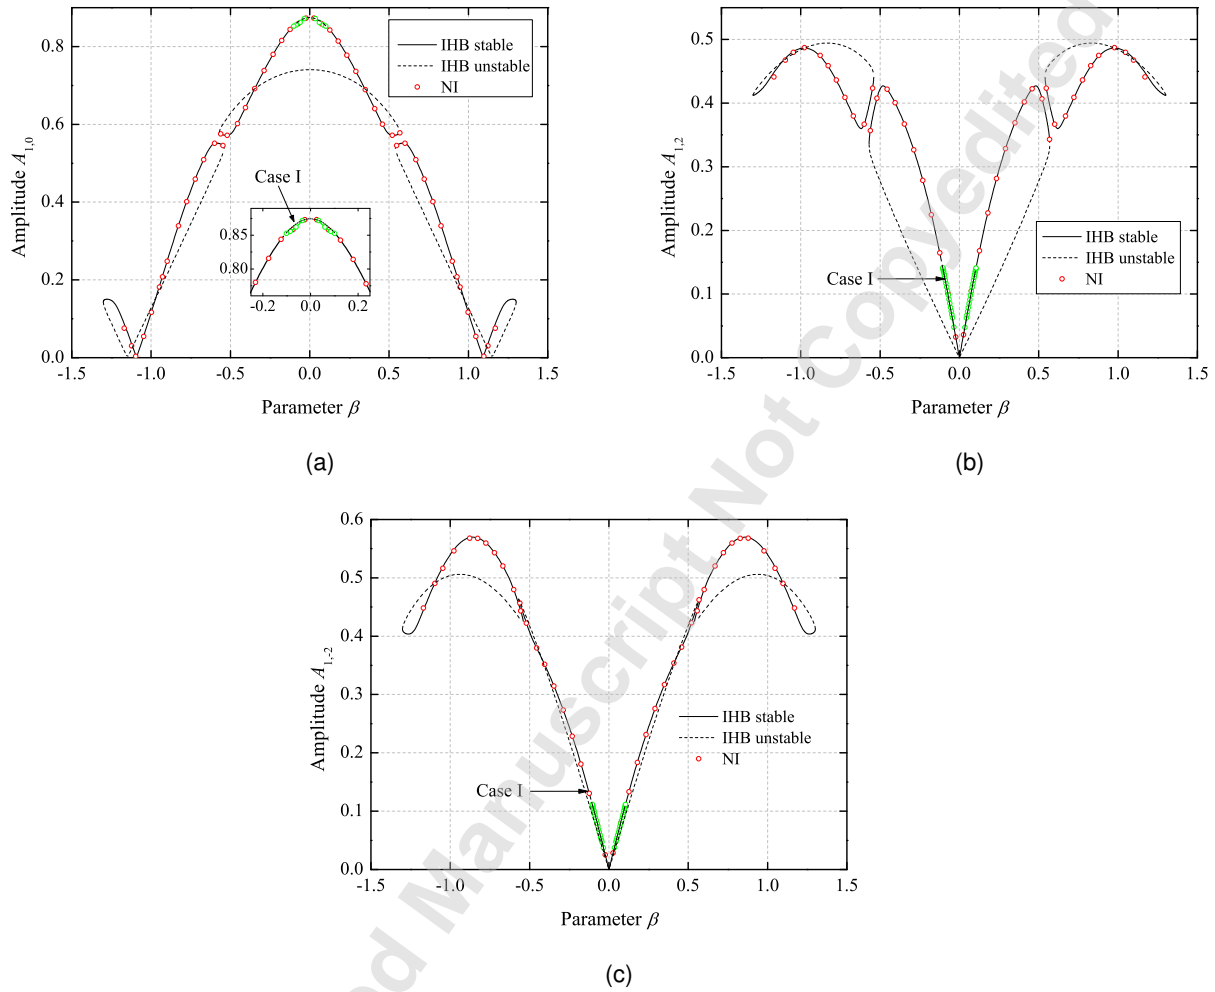 0.8
0.6
0.4
0.2
0.0
Amplitude A1,0
IHB stable
IHB unstable
NI
Case I
0.85
0.80
-0.2 0.0 0.2
-1.5 -1.0 -0.5 0.0 0.5 1.0 1.5
Parameter β
(a)
0.5
0.4
0.3
0.2
0.1
0.0
Amplitude A1,2
IHB stable
IHB unstable
NI
Case I
-1.5 -1.0 -0.5 0.0 0.5 1.0 1.5
Parameter β
(b)
0.6
0.5
0.4
0.3
0.2
0.1
0.0
Amplitude A1,-2
IHB stable
IHB unstable
NI
Case I
-1.5 -1.0 -0.5 0.0 0.5 1.0 1.5
Parameter β
(c)
ed Manuscript Not Copyedited